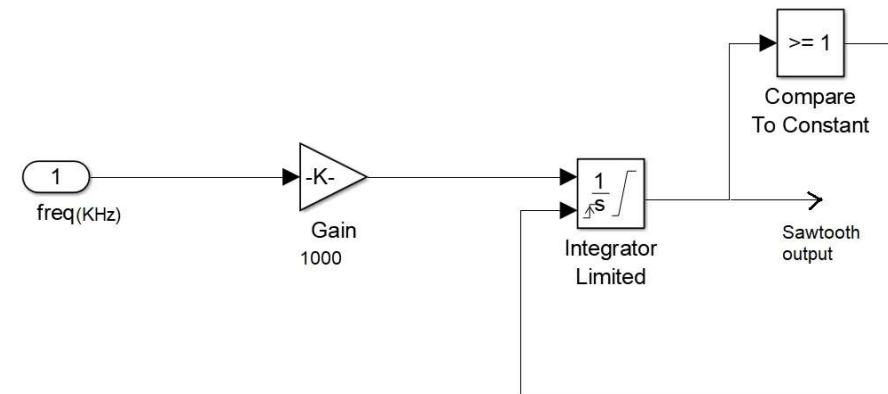 >= 1
Compare
To Constant
1
freq(KHz)
-K-
Gain
1000
1
s
Integrator
Limited
Sawtooth
output